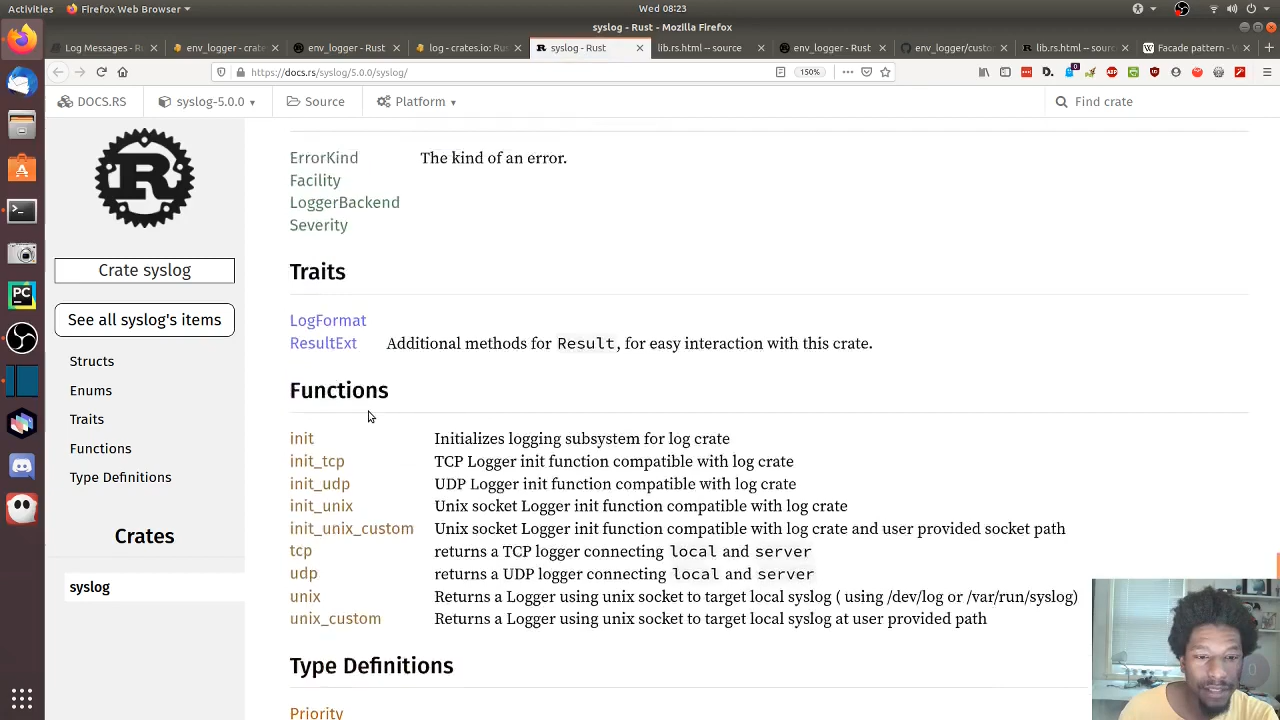 Activities
Firefox Web Browser
Wed 08:23
syslog - Rust - Mozilla Firefox
Log Messages - Ru
env_logger - crate
env_logger - Rust
log - crates.io: Ru
syslog - Rust
lib.rs.html -- source
env_logger - Rust
env_logger/custo
lib.rs.html -- sourc
Facade pattern - W
https://docs.rs/syslog/5.0.0/syslog/
150%
DOCS.RS
syslog-5.0.0
Source
Platform
Find crate
Crate syslog
See all syslog's items
Structs
Enums
Traits
Functions
Type Definitions
Crates
syslog
ErrorKind The kind of an error.
Facility
LoggerBackend
Severity
Traits
LogFormat
ResultExt Additional methods for Result, for easy interaction with this crate.
Functions
init Initializes logging subsystem for log crate
init_tcp TCP Logger init function compatible with log crate
init_udp UDP Logger init function compatible with log crate
init_unix Unix socket Logger init function compatible with log crate
init_unix_custom Unix socket Logger init function compatible with log crate and user provided socket path
tcp returns a TCP logger connecting local and server
udp returns a UDP logger connecting local and server
unix Returns a Logger using unix socket to target local syslog ( using /dev/log or /var/run/syslog)
unix_custom Returns a Logger using unix socket to target local syslog at user provided path
Type Definitions
Priority